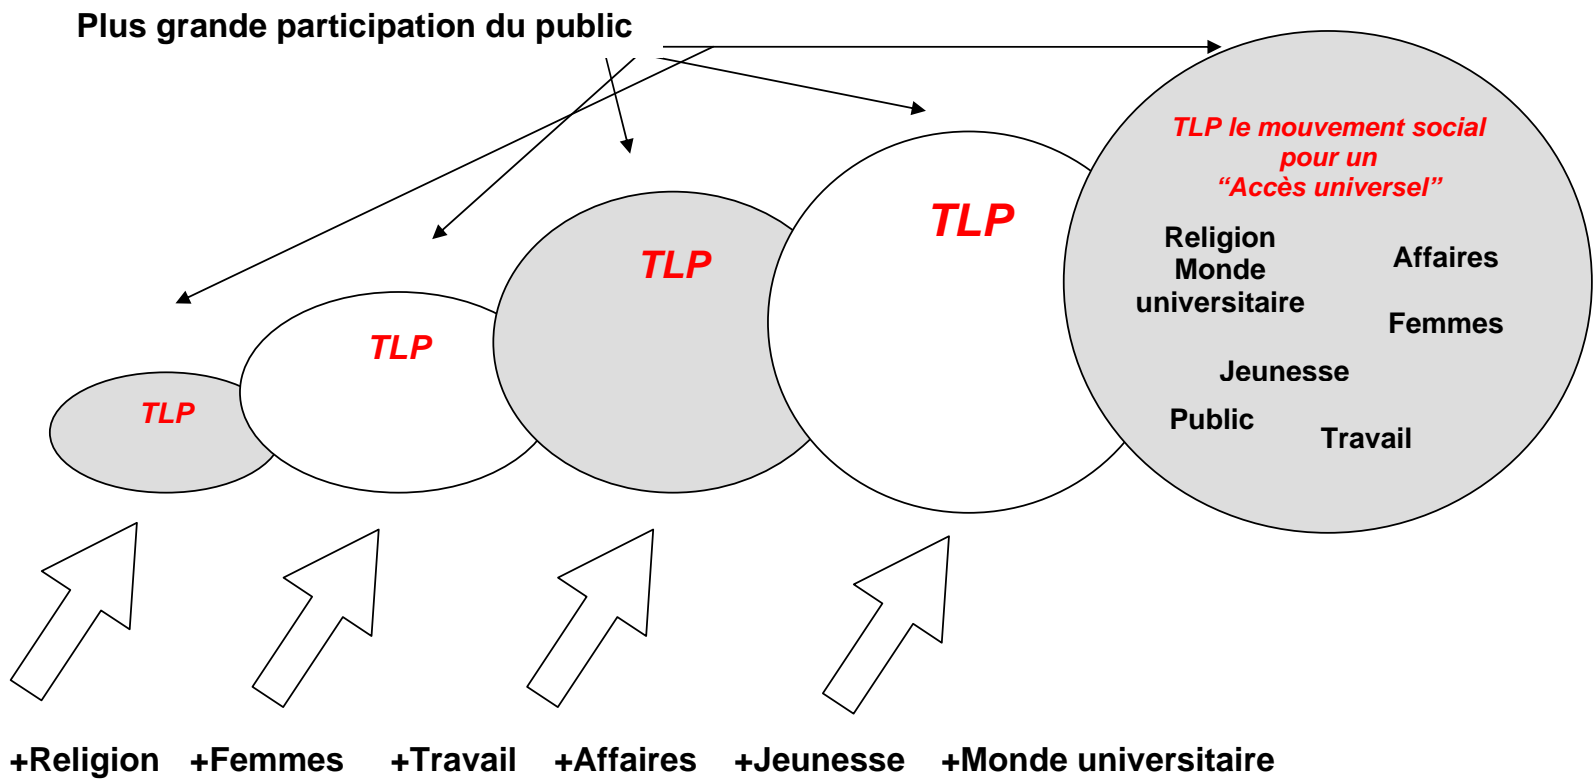 Plus grande participation du public
TLP le mouvement social
pour un
“Accès universel”
TLP
TLP
TLP
TLP
Religion
Monde
universitaire
Affaires
Femmes
Jeunesse
Public
Travail
+Religion +Femmes +Travail +Affaires +Jeunesse +Monde universitaire